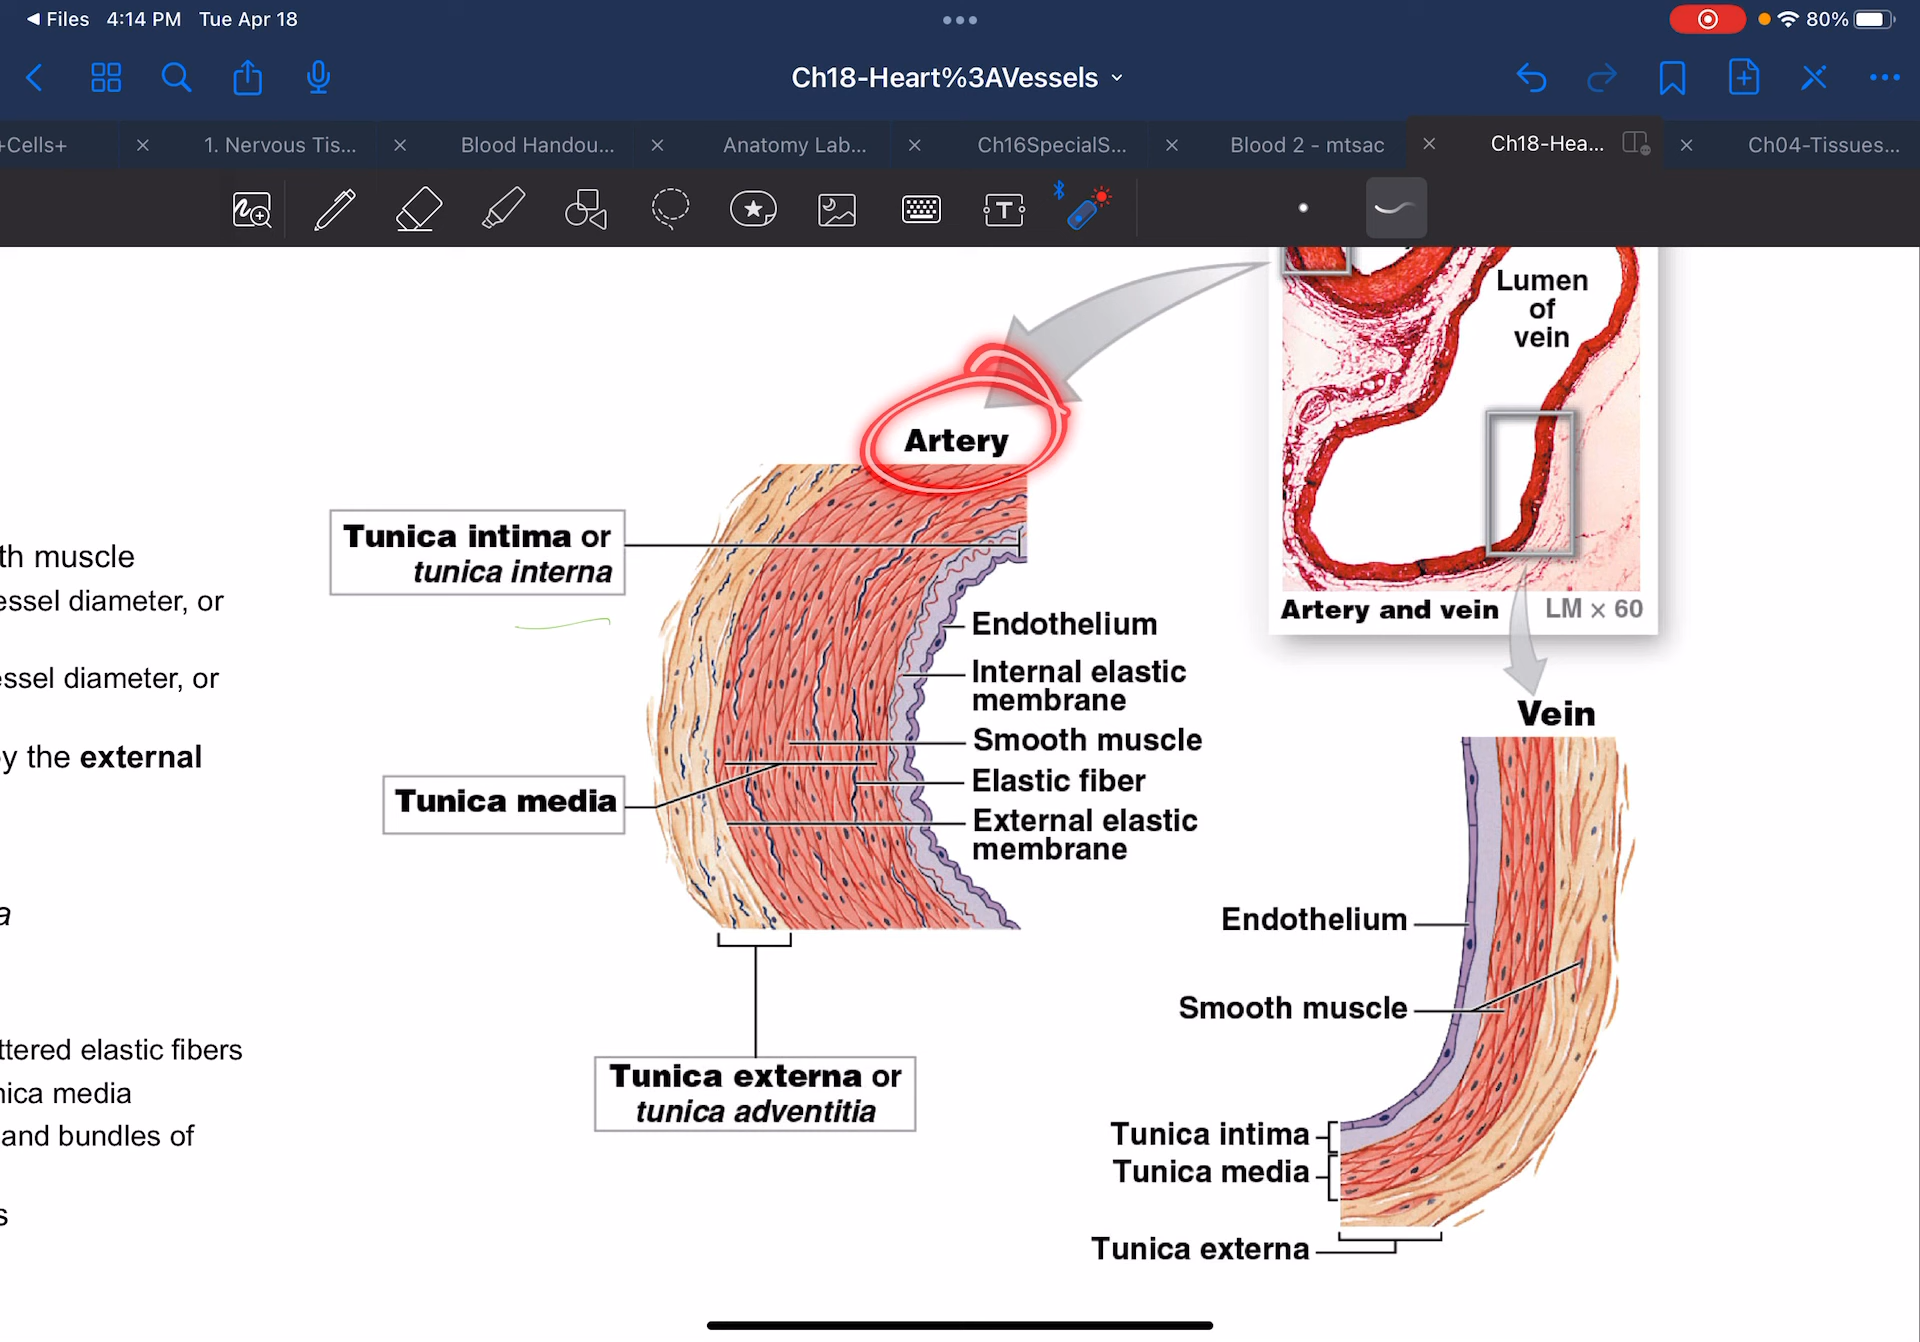 Files 4:14 PM Tue Apr 18
80%
Ch18-Heart%3AVessels
+Cells+
1. Nervous Tis...
Blood Handou...
Anatomy Lab...
Ch16SpecialS...
Blood 2 - mtsac
Ch18-Hea...
Ch04-Tissues...
th muscle
essel diameter, or
essel diameter, or
y the external
a
ttered elastic fibers
nica media
and bundles of
s
Artery
Tunica intima or
tunica interna
Endothelium
Internal elastic
membrane
Smooth muscle
Elastic fiber
External elastic
membrane
Tunica media
Tunica externa or
tunica adventitia
Lumen
of
vein
Artery and vein LM × 60
Vein
Endothelium
Smooth muscle
Tunica intima
Tunica media
Tunica externa